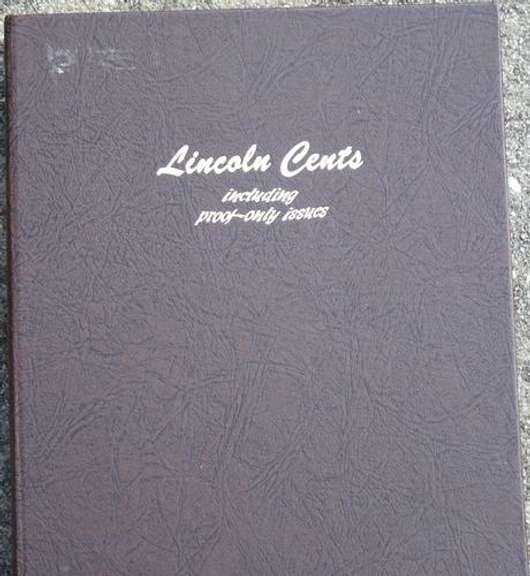 Lincoln Cents
including
proof-only issues